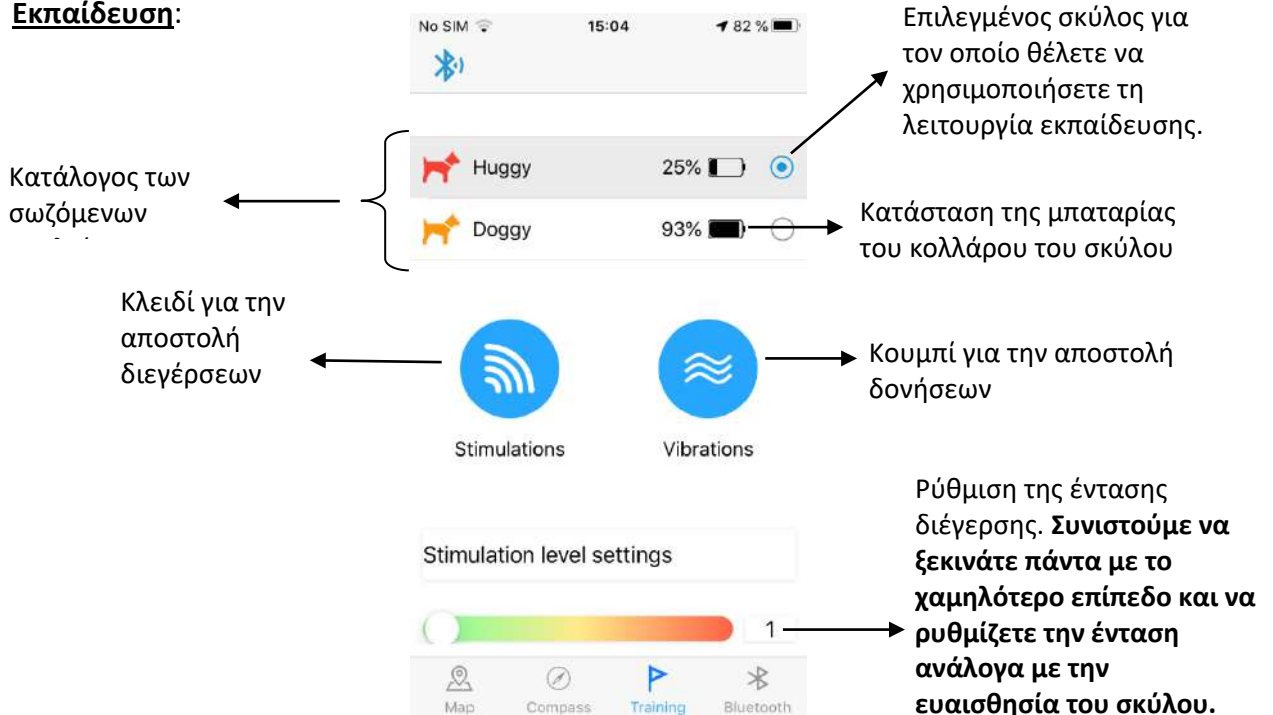 Εκπαίδευση:
No SIM 15:04 82 %
Επιλεγμένος σκύλος για
τον οποίο θέλετε να
χρησιμοποιήσετε τη
λειτουργία εκπαίδευσης.
Κατάλογος των
σωζόμενων
Huggy 25%
Doggy 93%
Κατάσταση της μπαταρίας
του κολλάρου του σκύλου
Κλειδί για την
αποστολή
διεγέρσεων
Κουμπί για την αποστολή
δονήσεων
Stimulations Vibrations
Ρύθμιση της έντασης
διέγερσης. Συνιστούμε να
ξεκινάτε πάντα με το
χαμηλότερο επίπεδο και να
ρυθμίζετε την ένταση
ανάλογα με την
ευαισθησία του σκύλου.
Stimulation level settings
1
Map Compass Training Bluetooth